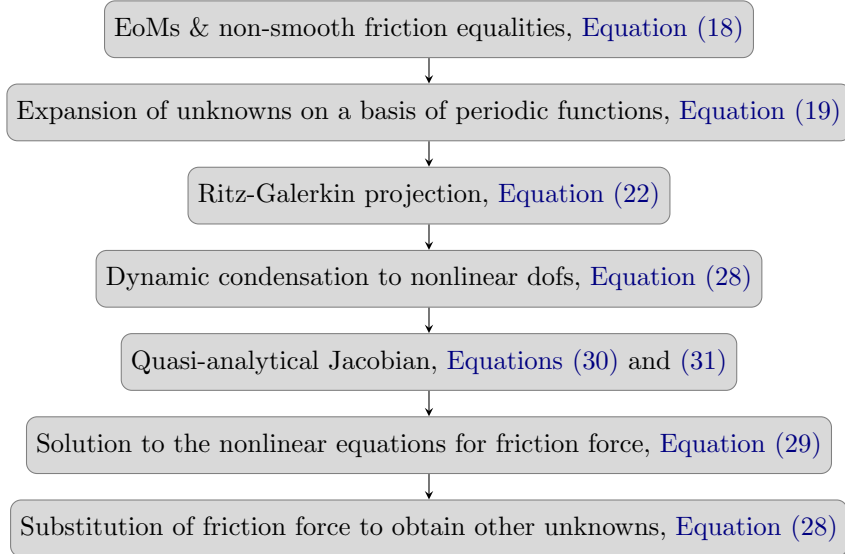 EoMs & non-smooth friction equalities, Equation (18)
Expansion of unknowns on a basis of periodic functions, Equation (19)
Ritz-Galerkin projection, Equation (22)
Dynamic condensation to nonlinear dofs, Equation (28)
Quasi-analytical Jacobian, Equations (30) and (31)
Solution to the nonlinear equations for friction force, Equation (29)
Substitution of friction force to obtain other unknowns, Equation (28)